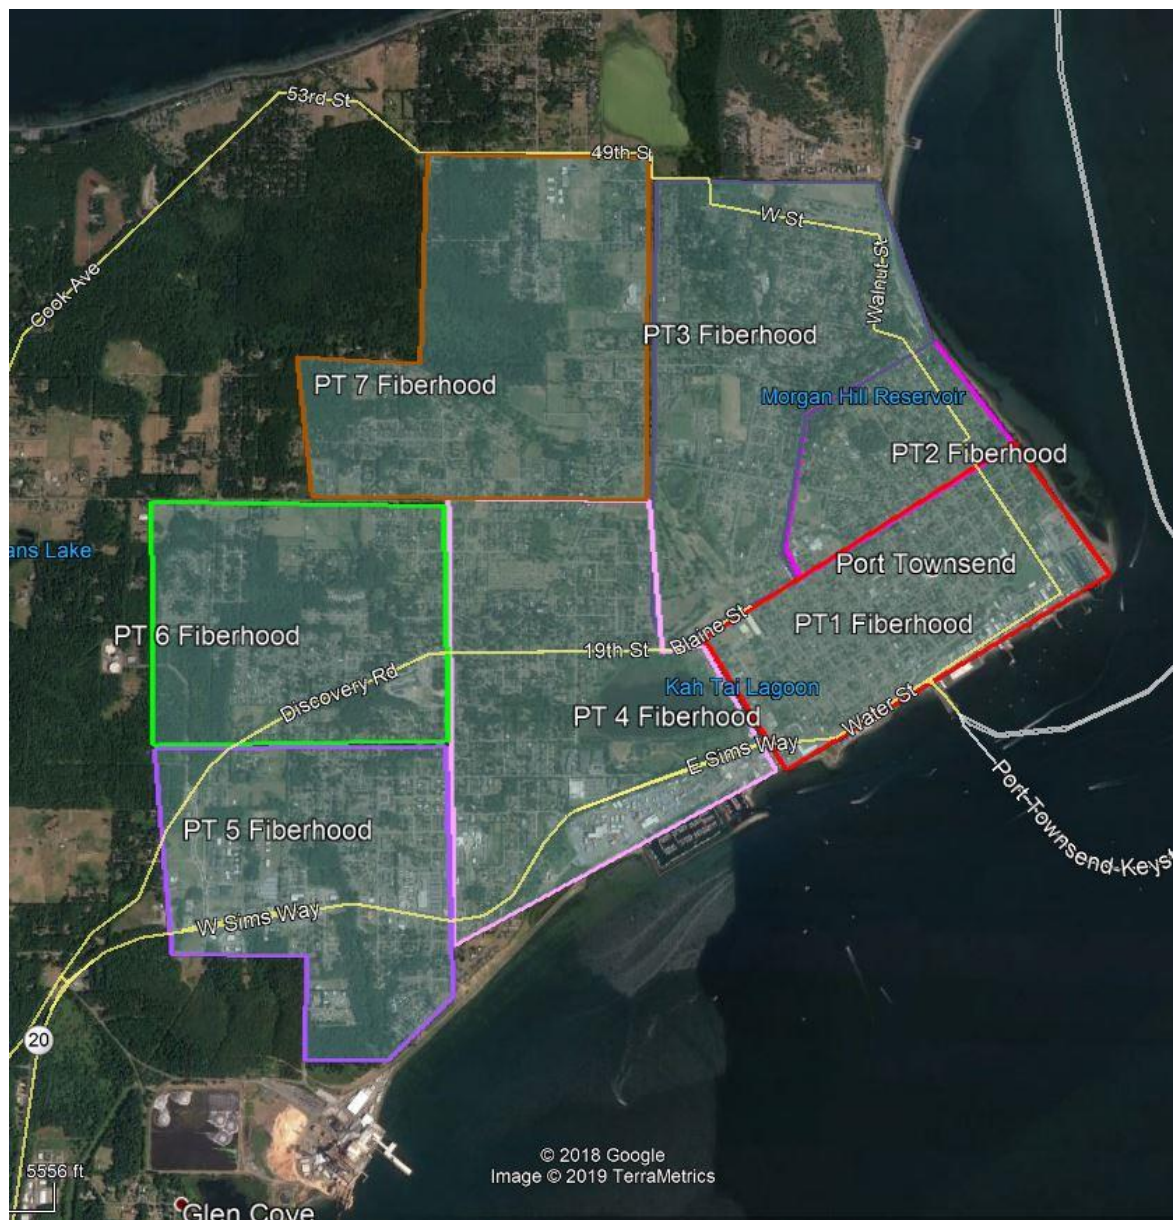 53rd St
49th S
W St
Walnut St
Cook Ave
PT3 Fiberhood
PT 7 Fiberhood
Morgan Hill Reservoir
PT2 Fiberhood
ans Lake
Port Townsend
PT1 Fiberhood
PT 6 Fiberhood
19th St
Blaine St
Discovery Rd
Kah Tai Lagoon
PT 4 Fiberhood
Water St
E Sims Way
Port Townsend-Keyst
PT 5 Fiberhood
W Sims Way
20
© 2018 Google
Image © 2019 TerraMetrics
5556 ft
Glen Cove